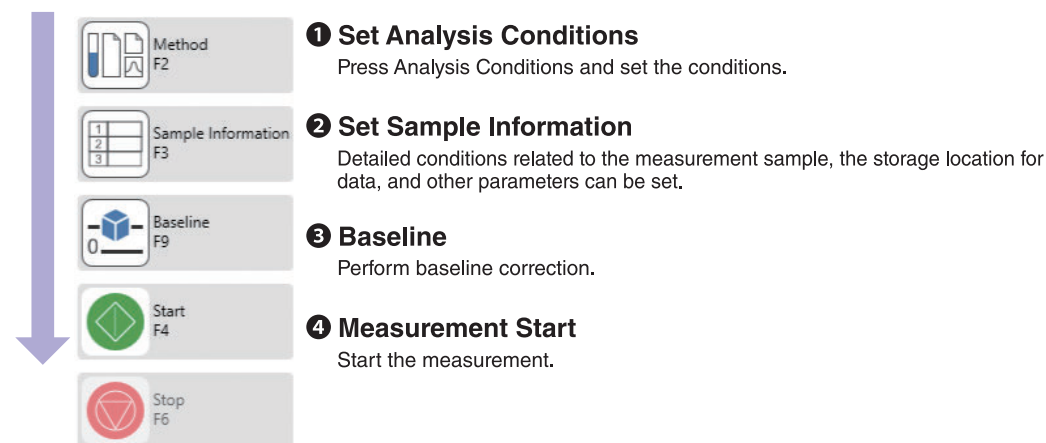 Method
F2
❶ Set Analysis Conditions
Press Analysis Conditions and set the conditions.
1
2
3
Sample Information
F3
❷ Set Sample Information
Detailed conditions related to the measurement sample, the storage location for
data, and other parameters can be set.
0
Baseline
F9
❸ Baseline
Perform baseline correction.
Start
F4
❹ Measurement Start
Start the measurement.
Stop
F6